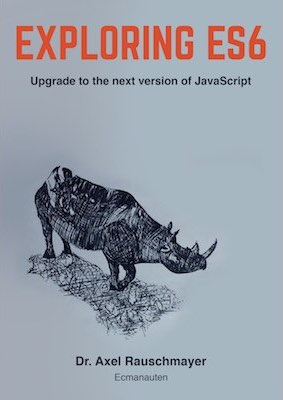 EXPLORING ES6
Upgrade to the next version of JavaScript
Dr. Axel Rauschmayer
Ecmanauten